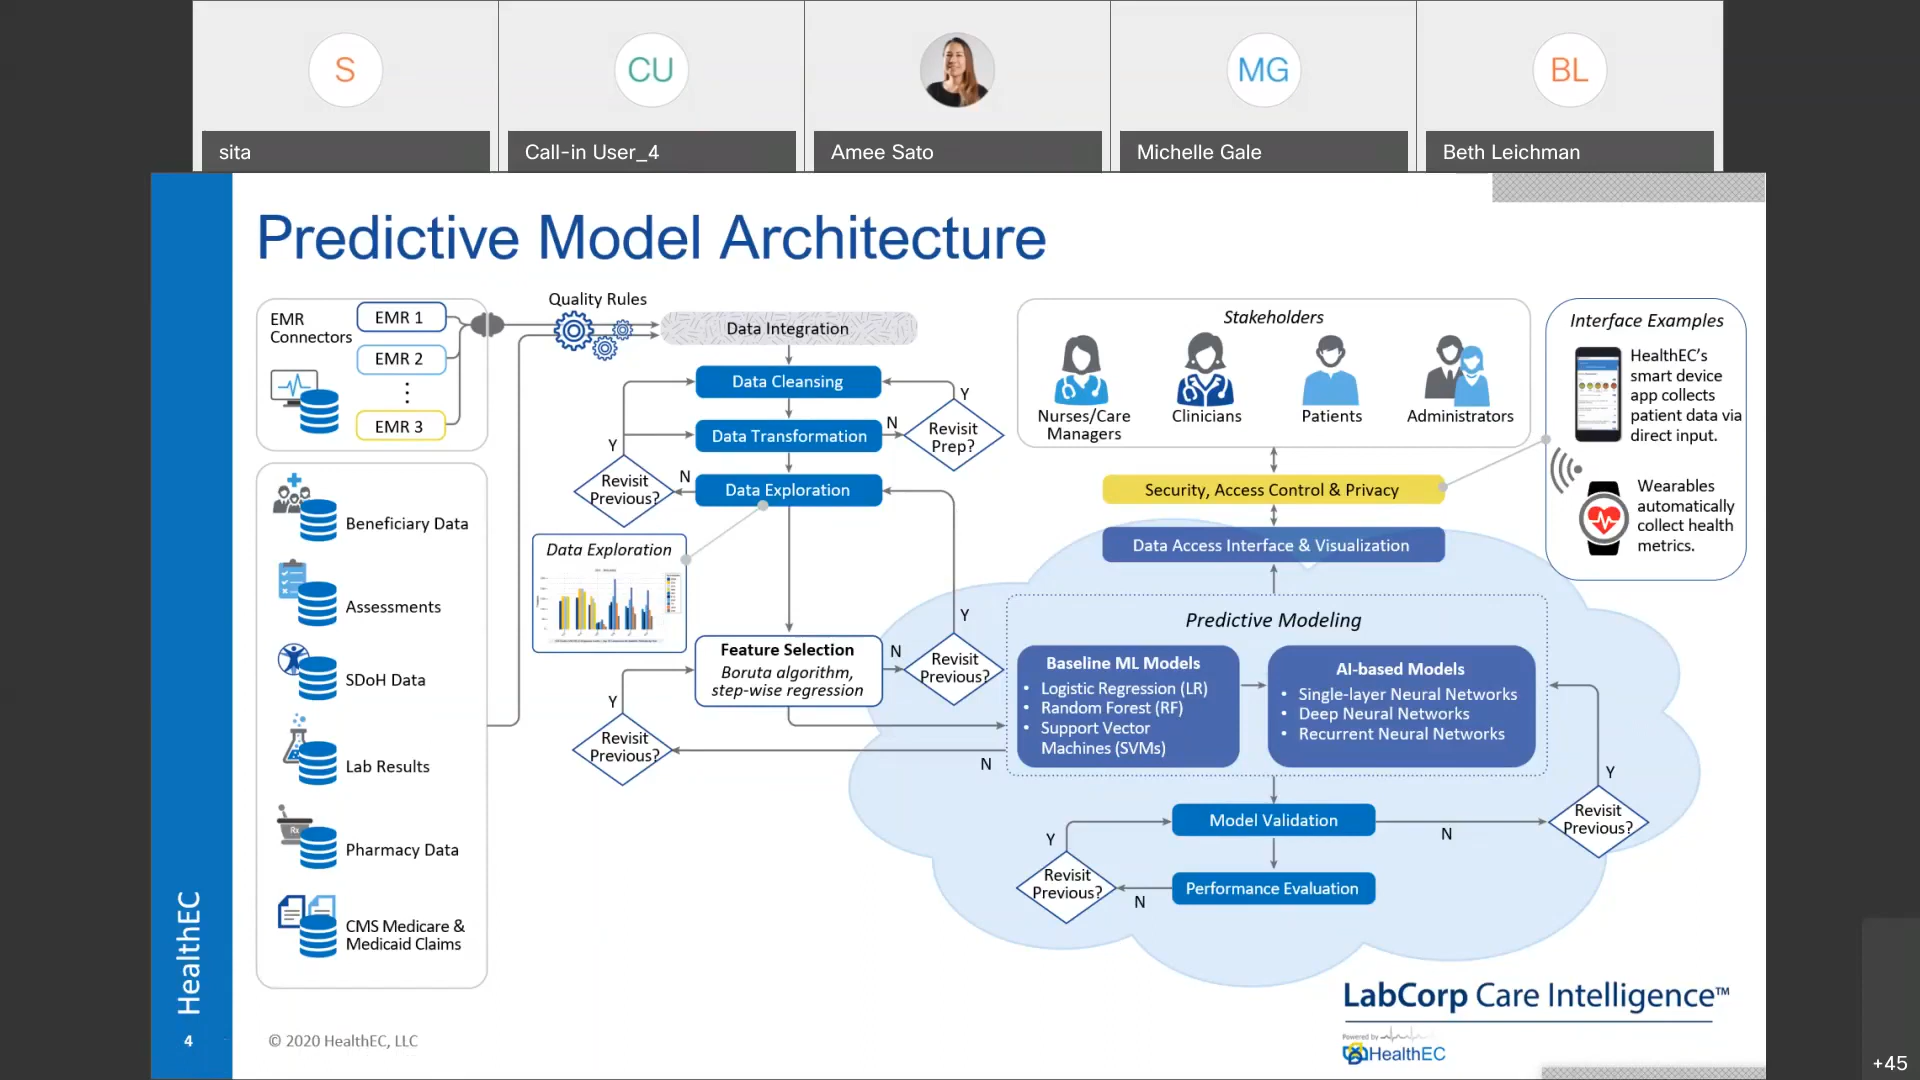 S
CU
MG
BL
sita
Call-in User_4
Amee Sato
Michelle Gale
Beth Leichman
Predictive Model Architecture
EMR
Connectors
EMR 1
EMR 2
EMR 3
Beneficiary Data
Assessments
SDoH Data
Lab Results
Rx
Pharmacy Data
CMS Medicare &
Medicaid Claims
Quality Rules
Data Integration
Data Cleansing
Y
Data Transformation
N
Revisit
Prep?
Y
Revisit
Previous?
N
Data Exploration
Data Exploration
Feature Selection
Boruta algorithm,
step-wise regression
N
Y
Revisit
Previous?
Y
Revisit
Previous?
N
Stakeholders
Nurses/Care
Managers
Clinicians
Patients
Administrators
Security, Access Control & Privacy
Data Access Interface & Visualization
Interface Examples
HealthEC's
smart device
app collects
patient data via
direct input.
Wearables
automatically
collect health
metrics.
Predictive Modeling
Baseline ML Models
• Logistic Regression (LR)
• Random Forest (RF)
• Support Vector
Machines (SVMs)
AI-based Models
• Single-layer Neural Networks
• Deep Neural Networks
• Recurrent Neural Networks
Model Validation
N
Y
Revisit
Previous?
Performance Evaluation
N
Y
Revisit
Previous?
HealthEC
4
© 2020 HealthEC, LLC
LabCorp Care Intelligence™
Powered by
HealthEC
+45